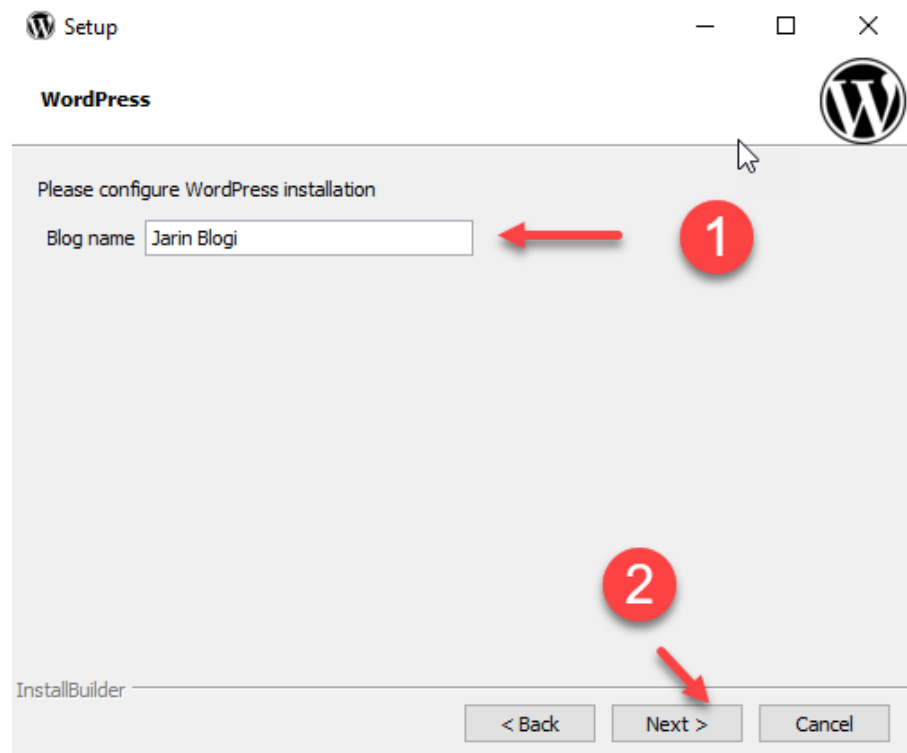 Setup
WordPress
Please configure WordPress installation
Blog name Jarin Blogi
1
2
InstallBuilder
< Back Next > Cancel